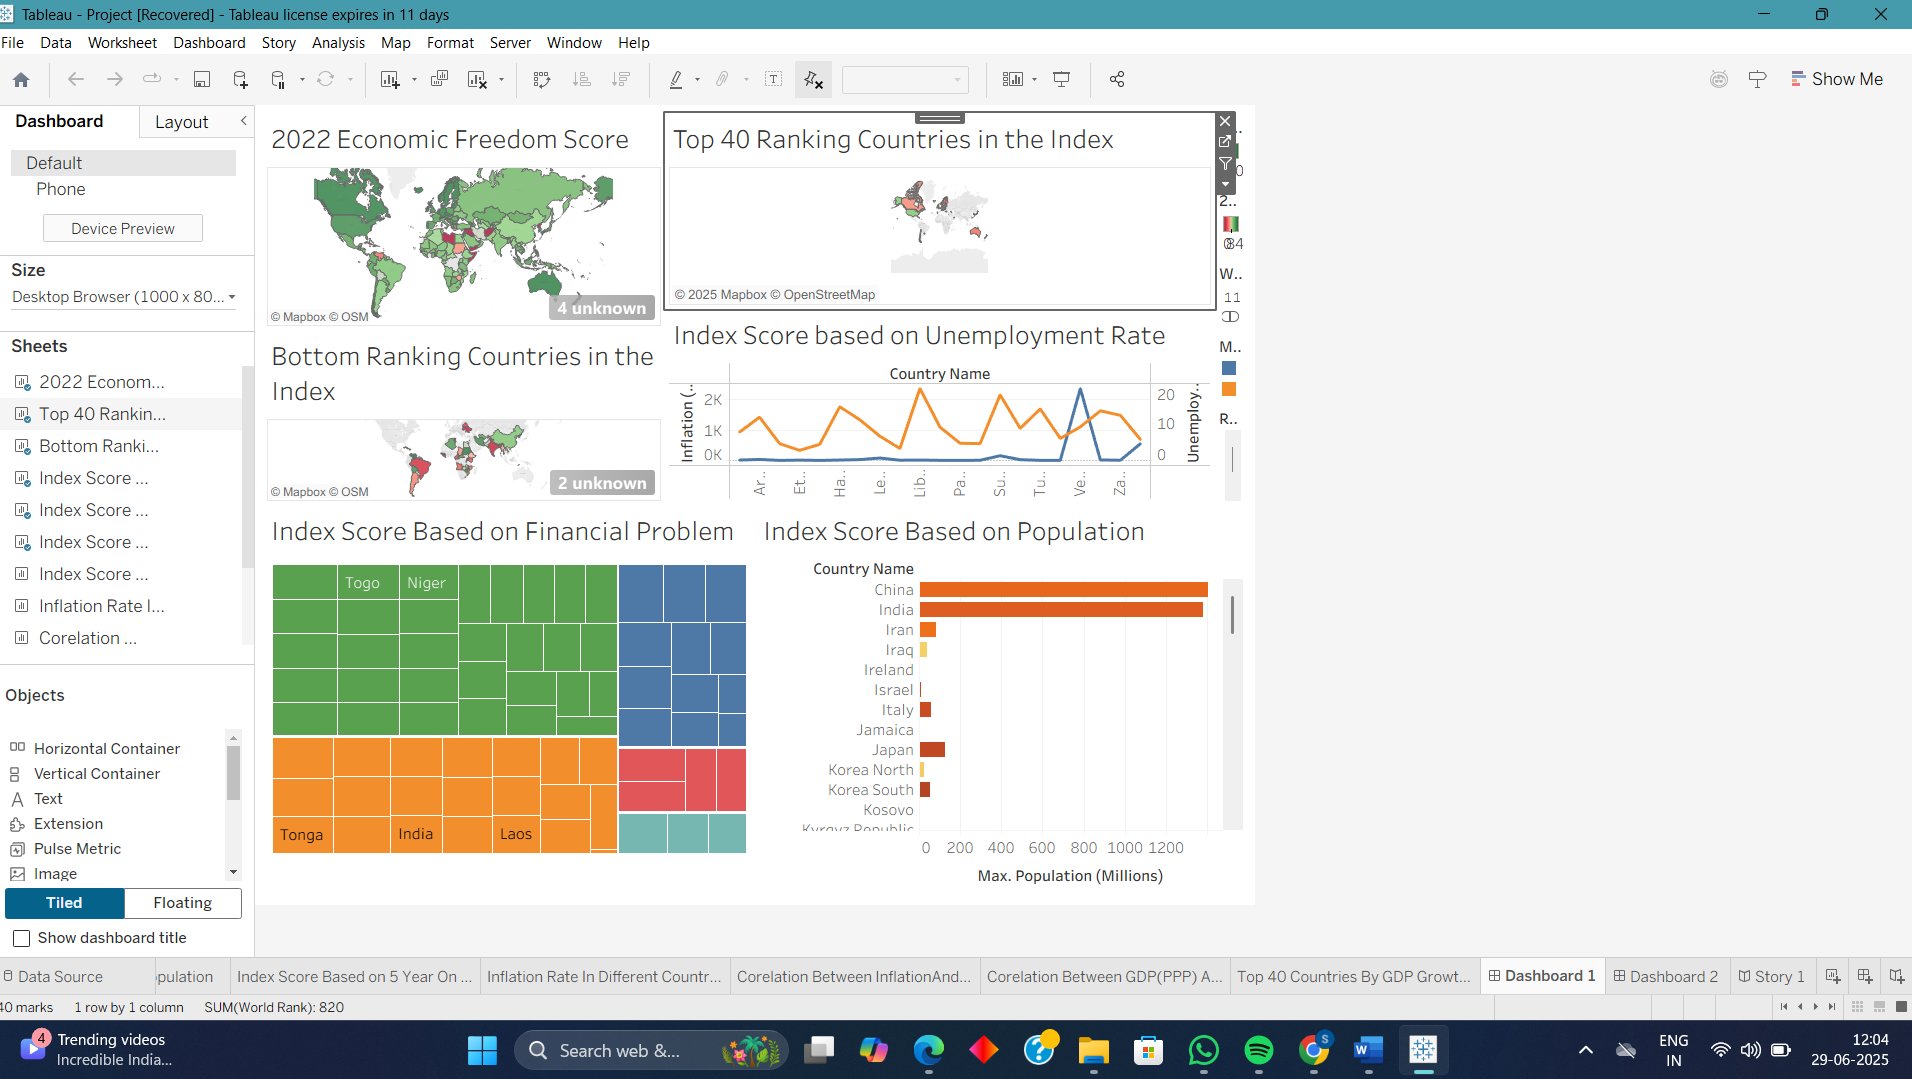 Tableau - Project [Recovered] - Tableau license expires in 11 days
File Data Worksheet Dashboard Story Analysis Map Format Server Window Help
Show Me
Dashboard Layout
Default
Phone
Device Preview
Size
Desktop Browser (1000 x 80...
Sheets
2022 Econom...
Top 40 Rankin...
Bottom Ranki...
Index Score ...
Index Score ...
Index Score ...
Index Score ...
Inflation Rate I...
Corelation ...
Objects
Horizontal Container
Vertical Container
Text
Extension
Pulse Metric
Image
Tiled Floating
Show dashboard title
2022 Economic Freedom Score
4 unknown
© Mapbox © OSM
Top 40 Ranking Countries in the Index
© 2025 Mapbox © OpenStreetMap
2..
W..
11
M..
R..
Bottom Ranking Countries in the
Index
2 unknown
© Mapbox © OSM
Index Score based on Unemployment Rate
Country Name
Inflation (..
2K
1K
0K
20
10
0
Unemploy..
Ar..
Et..
Ha..
Le..
Lib..
Pa..
Su..
Tu..
Ve..
Za..
Index Score Based on Financial Problem
Togo
Niger
Tonga
India
Laos
Index Score Based on Population
Country Name
China
India
Iran
Iraq
Ireland
Israel
Italy
Jamaica
Japan
Korea North
Korea South
Kosovo
Kyrgyz Republic
0 200 400 600 800 1000 1200
Max. Population (Millions)
Data Source
pulation
Index Score Based on 5 Year On ...
Inflation Rate In Different Countr...
Corelation Between InflationAnd...
Corelation Between GDP(PPP) A...
Top 40 Countries By GDP Growt...
Dashboard 1
Dashboard 2
Story 1
40 marks 1 row by 1 column SUM(World Rank): 820
4
Trending videos
Incredible India...
Search web &...
S
ENG
IN
12:04
29-06-2025